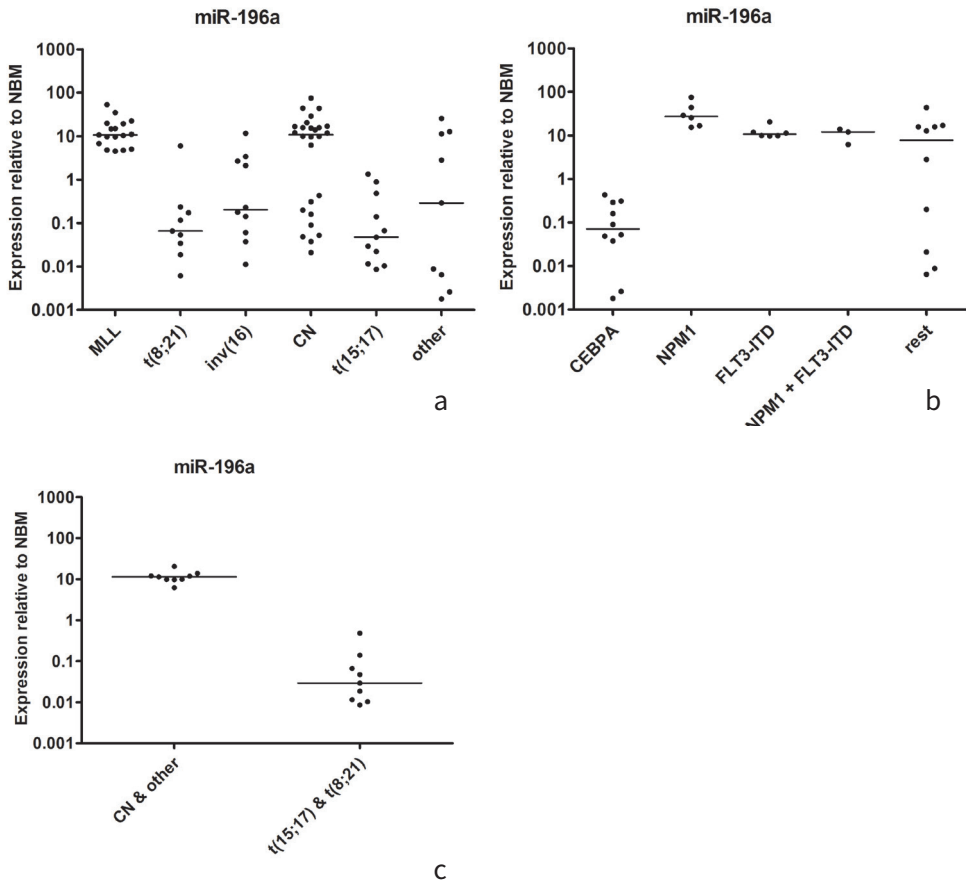 miR-196a
Expression relative to NBM
1000
100
10
1
0.1
0.01
0.001
MLL
t(8;21)
inv(16)
CN
t(15;17)
other
a
miR-196a
Expression relative to NBM
1000
100
10
1
0.1
0.01
0.001
CEBPA
NPM1
FLT3-ITD
NPM1 + FLT3-ITD
rest
b
miR-196a
Expression relative to NBM
1000
100
10
1
0.1
0.01
0.001
CN & other
t(15;17) & t(8;21)
c